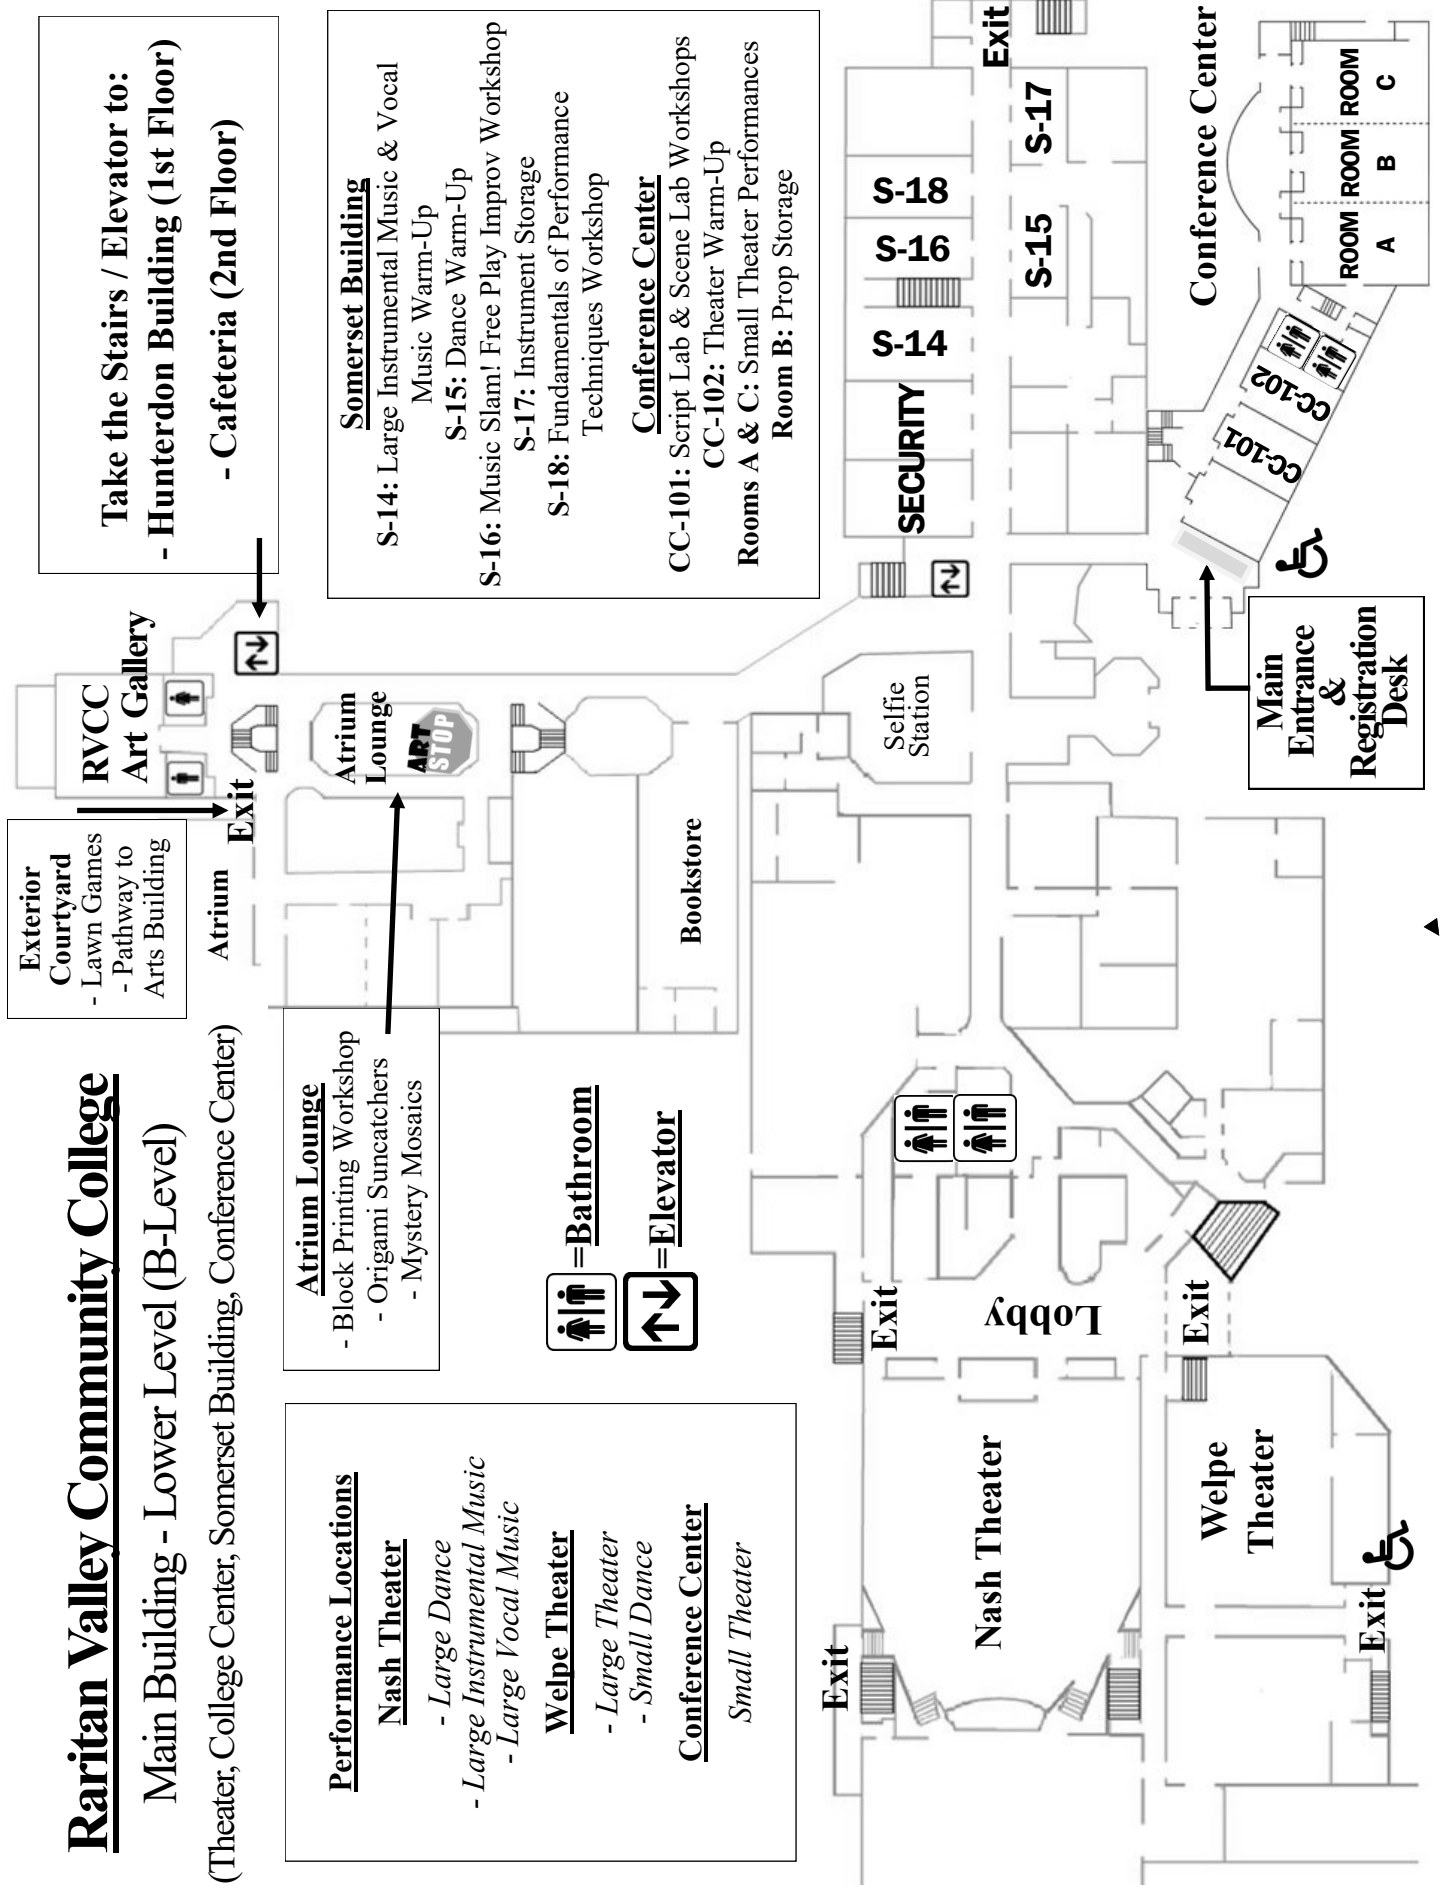 Raritan Valley Community College
Main Building - Lower Level (B-Level)
(Theater, College Center, Somerset Building, Conference Center)
Exterior
Courtyard
- Lawn Games
- Pathway to
Arts Building
Take the Stairs / Elevator to:
- Hunterdon Building (1st Floor)
- Cafeteria (2nd Floor)
RVCC
Art Gallery
Exit
Atrium
Atrium
Lounge
ART
STOP
Bookstore
Atrium Lounge
- Block Printing Workshop
- Origami Suncatchers
- Mystery Mosaics
=Bathroom
=Elevator
Performance Locations
Nash Theater
- Large Dance
- Large Instrumental Music
- Large Vocal Music
Welpe Theater
- Large Theater
- Small Dance
Conference Center
Small Theater
Somerset Building
S-14: Large Instrumental Music & Vocal
Music Warm-Up
S-15: Dance Warm-Up
S-16: Music Slam! Free Play Improv Workshop
S-17: Instrument Storage
S-18: Fundamentals of Performance
Techniques Workshop
Conference Center
CC-101: Script Lab & Scene Lab Workshops
CC-102: Theater Warm-Up
Rooms A & C: Small Theater Performances
Room B: Prop Storage
Exit
Exit
Lobby
Exit
Nash Theater
Welpe
Theater
Exit
Selfie
Station
SECURITY
S-14
S-16
S-18
Exit
S-15
S-17
Conference Center
CC-101
CC-102
ROOM
A
ROOM
B
ROOM
C
Main
Entrance
&
Registration
Desk